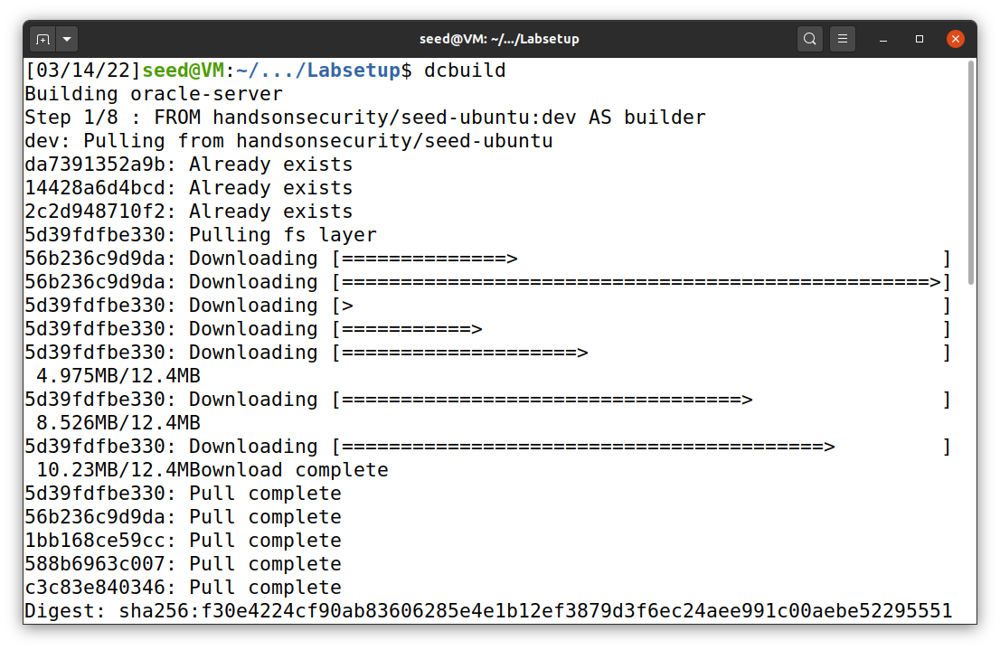 seed@VM: ~/.../Labsetup
[03/14/22]seed@VM:~/.../Labsetup$ dcbuild
Building oracle-server
Step 1/8 : FROM handsonsecurity/seed-ubuntu:dev AS builder
dev: Pulling from handsonsecurity/seed-ubuntu
da7391352a9b: Already exists
14428a6d4bcd: Already exists
2c2d948710f2: Already exists
5d39fdfbe330: Pulling fs layer
56b236c9d9da: Downloading [==============>                                    ]
56b236c9d9da: Downloading [==================================================>]
5d39fdfbe330: Downloading [>                                                  ]
5d39fdfbe330: Downloading [===========>                                       ]
5d39fdfbe330: Downloading [====================>                              ]
 4.975MB/12.4MB
5d39fdfbe330: Downloading [==================================>                ]
 8.526MB/12.4MB
5d39fdfbe330: Downloading [=========================================>         ]
 10.23MB/12.4MBownload complete
5d39fdfbe330: Pull complete
56b236c9d9da: Pull complete
1bb168ce59cc: Pull complete
588b6963c007: Pull complete
c3c83e840346: Pull complete
Digest: sha256:f30e4224cf90ab83606285e4e1b12ef3879d3f6ec24aee991c00aebe52295551